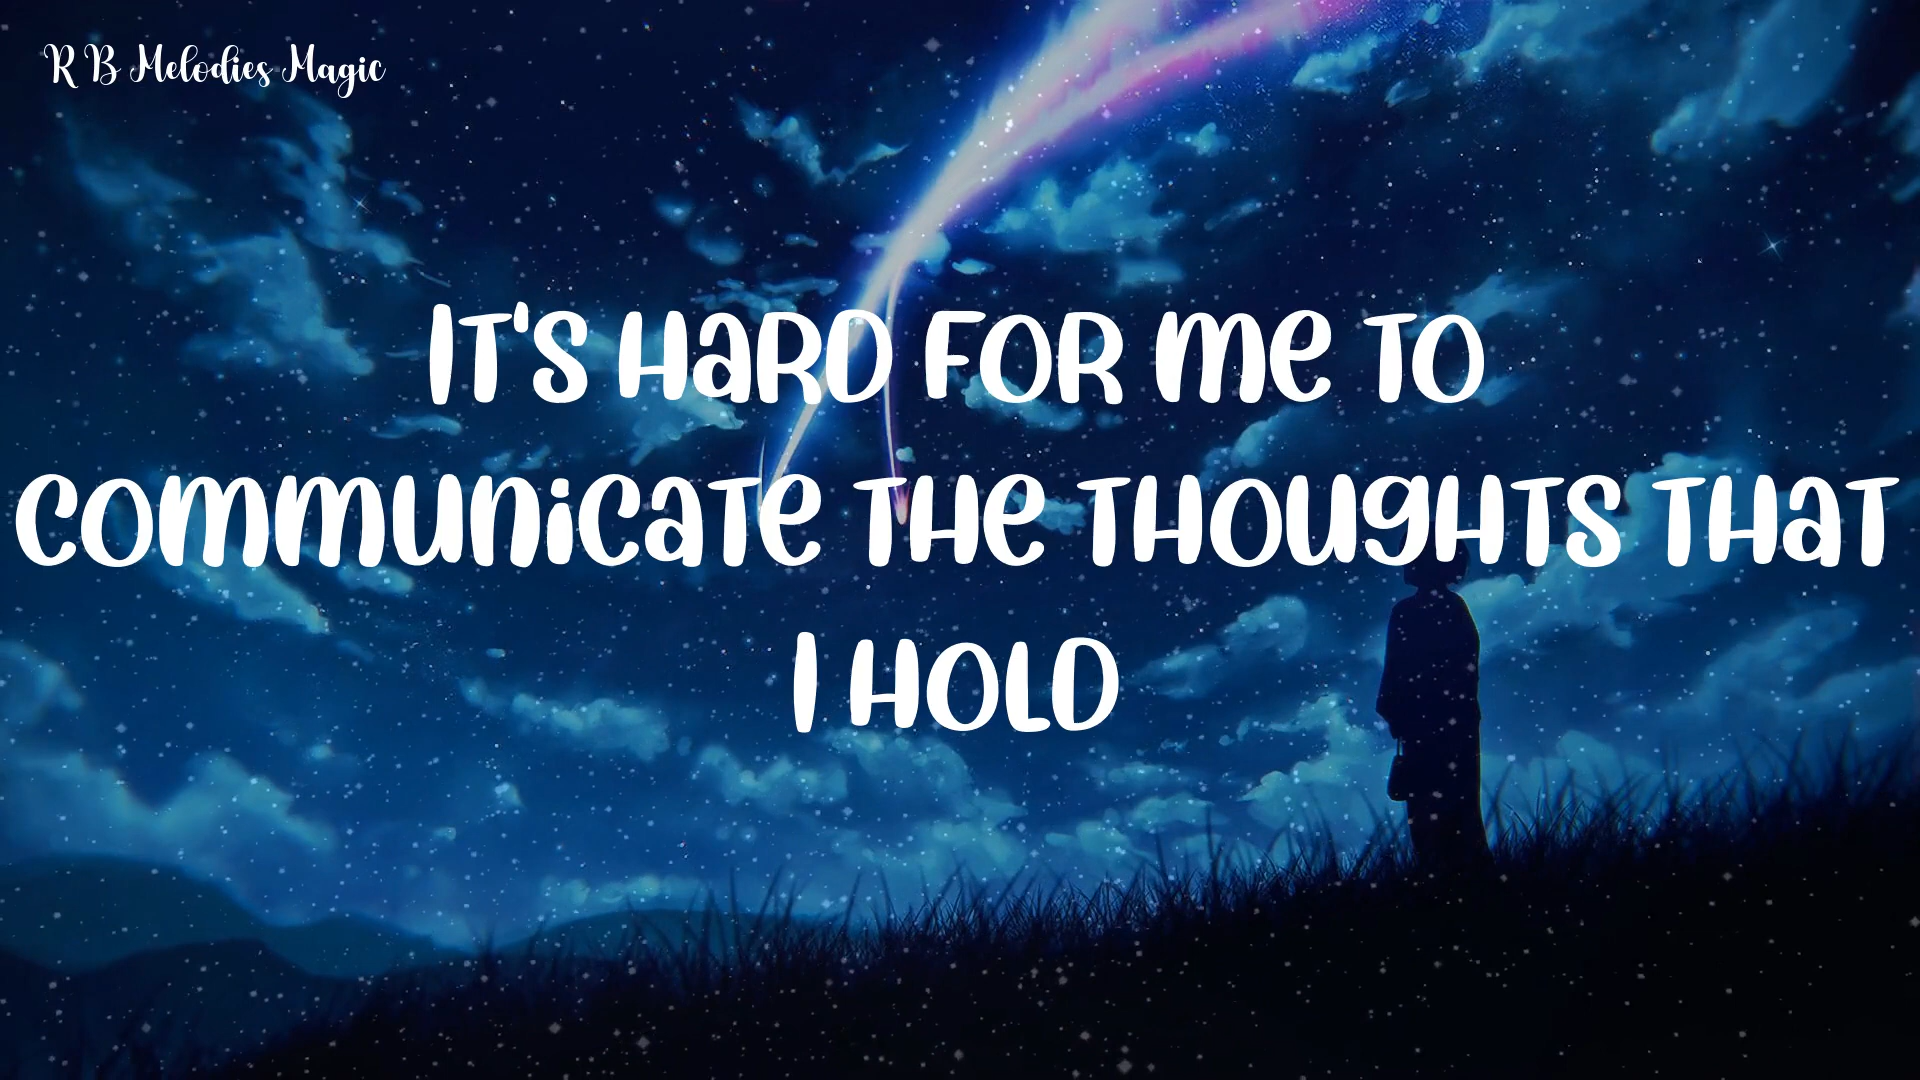 R B Melodies Magic
IT'S HARD FOR ME TO
COMMUNICATE THE THOUGHTS THAT
I HOLD